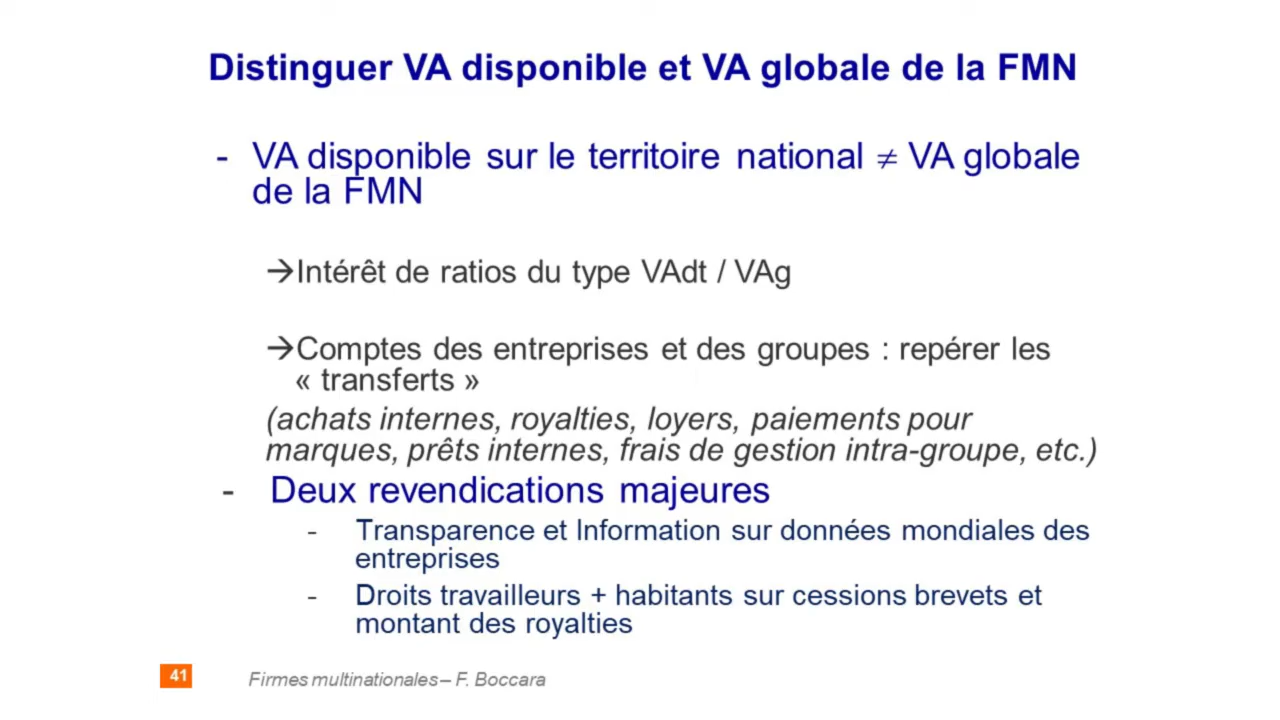 Distinguer VA disponible et VA globale de la FMN
- VA disponible sur le territoire national ≠ VA globale
de la FMN
→Intérêt de ratios du type VAdt / VAg
→Comptes des entreprises et des groupes : repérer les
« transferts »
(achats internes, royalties, loyers, paiements pour
marques, prêts internes, frais de gestion intra-groupe, etc.)
- Deux revendications majeures
- Transparence et Information sur données mondiales des
entreprises
- Droits travailleurs + habitants sur cessions brevets et
montant des royalties
41 Firmes multinationales – F. Boccara